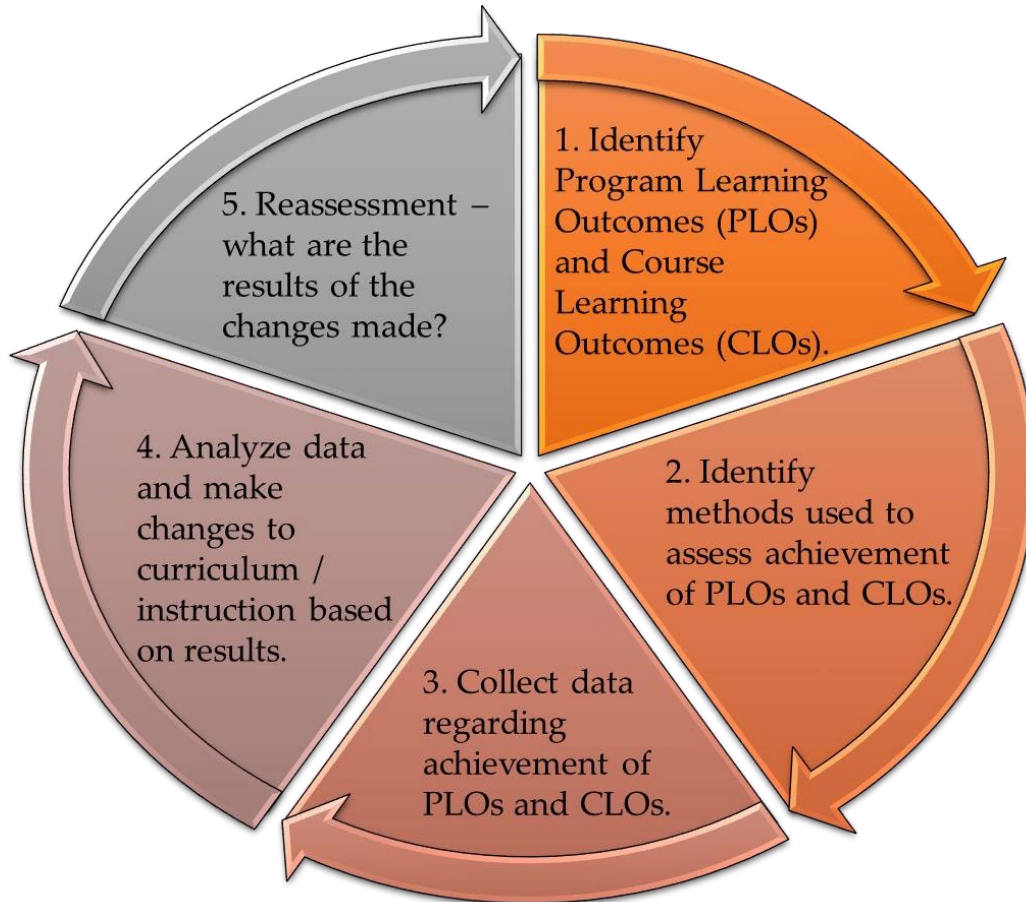 1. Identify
Program Learning
Outcomes (PLOs)
and Course
Learning
Outcomes (CLOs).
2. Identify
methods used to
assess achievement
of PLOs and CLOs.
3. Collect data
regarding
achievement of
PLOs and CLOs.
4. Analyze data
and make
changes to
curriculum /
instruction based
on results.
5. Reassessment –
what are the
results of the
changes made?